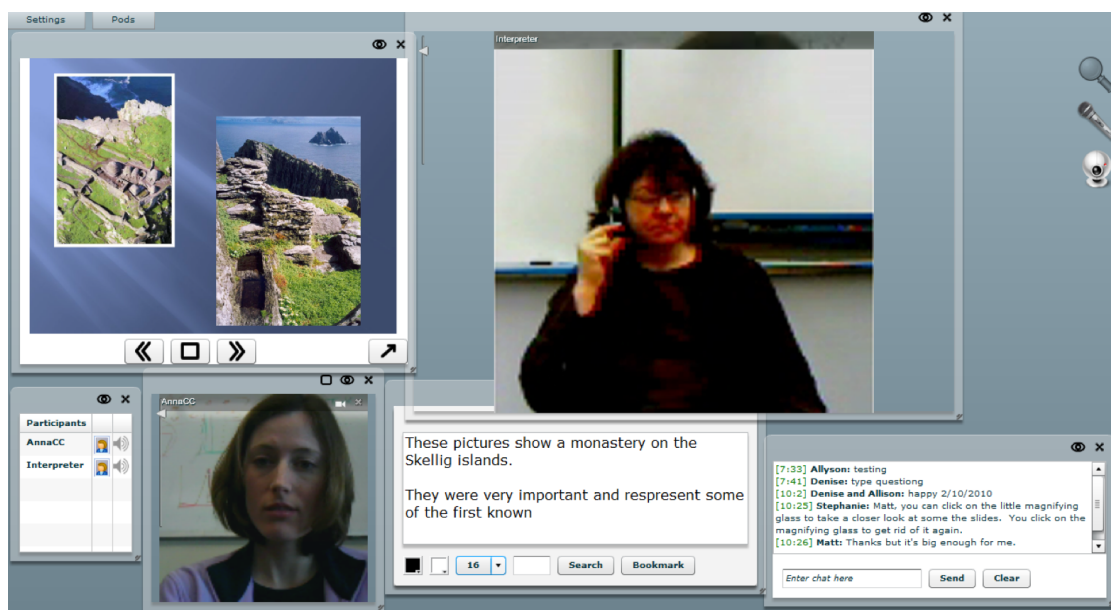 Settings
Pods
Interpreter
Participants
AnnaCC
Interpreter
AnnaCC
These pictures show a monastery on the
Skellig islands.
They were very important and respresent some
of the first known
16
Search
Bookmark
[7:33] Allyson: testing
[7:41] Denise: type questiong
[10:2] Denise and Allison: happy 2/10/2010
[10:25] Stephanie: Matt, you can click on the little magnifying
glass to take a closer look at some the slides. You click on the
magnifying glass to get rid of it again.
[10:26] Matt: Thanks but it's big enough for me.
Enter chat here
Send
Clear